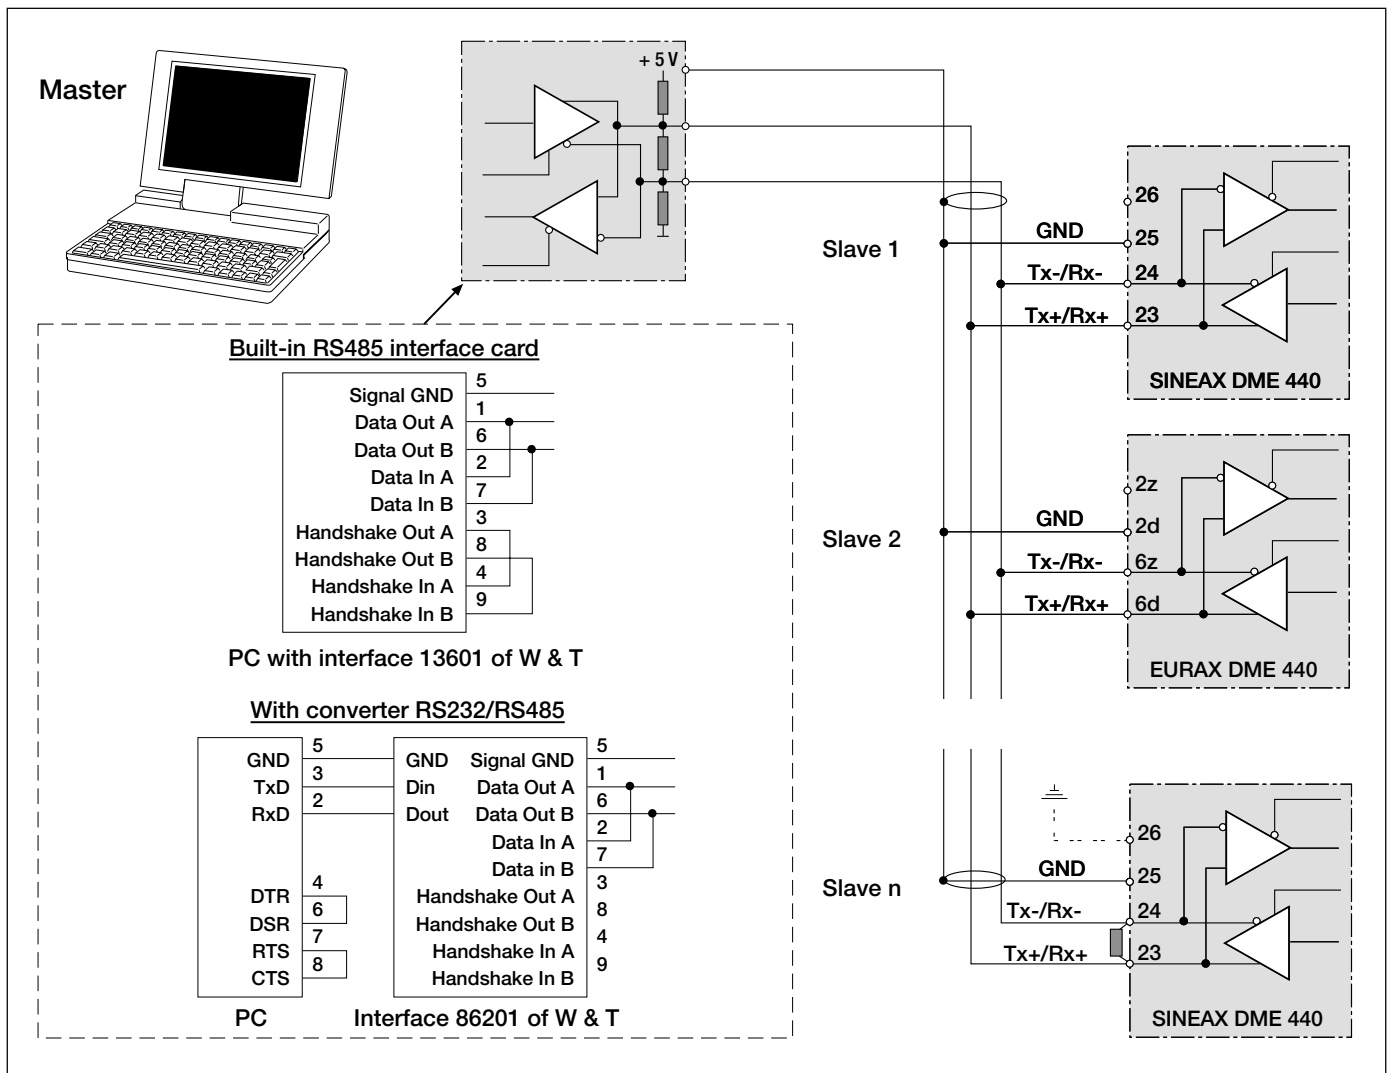 Master
+ 5 V
Slave 1
26
GND
25
Tx-/Rx-
24
Tx+/Rx+
23
SINEAX DME 440
Built-in RS485 interface card
5
Signal GND
1
Data Out A
6
Data Out B
2
Data In A
7
Data In B
3
Handshake Out A
8
Handshake Out B
4
Handshake In A
9
Handshake In B
PC with interface 13601 of W & T
Slave 2
2z
GND
2d
Tx-/Rx-
6z
Tx+/Rx+
6d
EURAX DME 440
With converter RS232/RS485
5
GND
3
TxD
2
RxD
4
DTR
6
DSR
7
RTS
8
CTS
PC
GND
Din
Dout
5
Signal GND
1
Data Out A
6
Data Out B
2
Data In A
7
Data in B
3
Handshake Out A
8
Handshake Out B
4
Handshake In A
9
Handshake In B
Interface 86201 of W & T
Slave n
26
GND
25
Tx-/Rx-
24
Tx+/Rx+
23
SINEAX DME 440